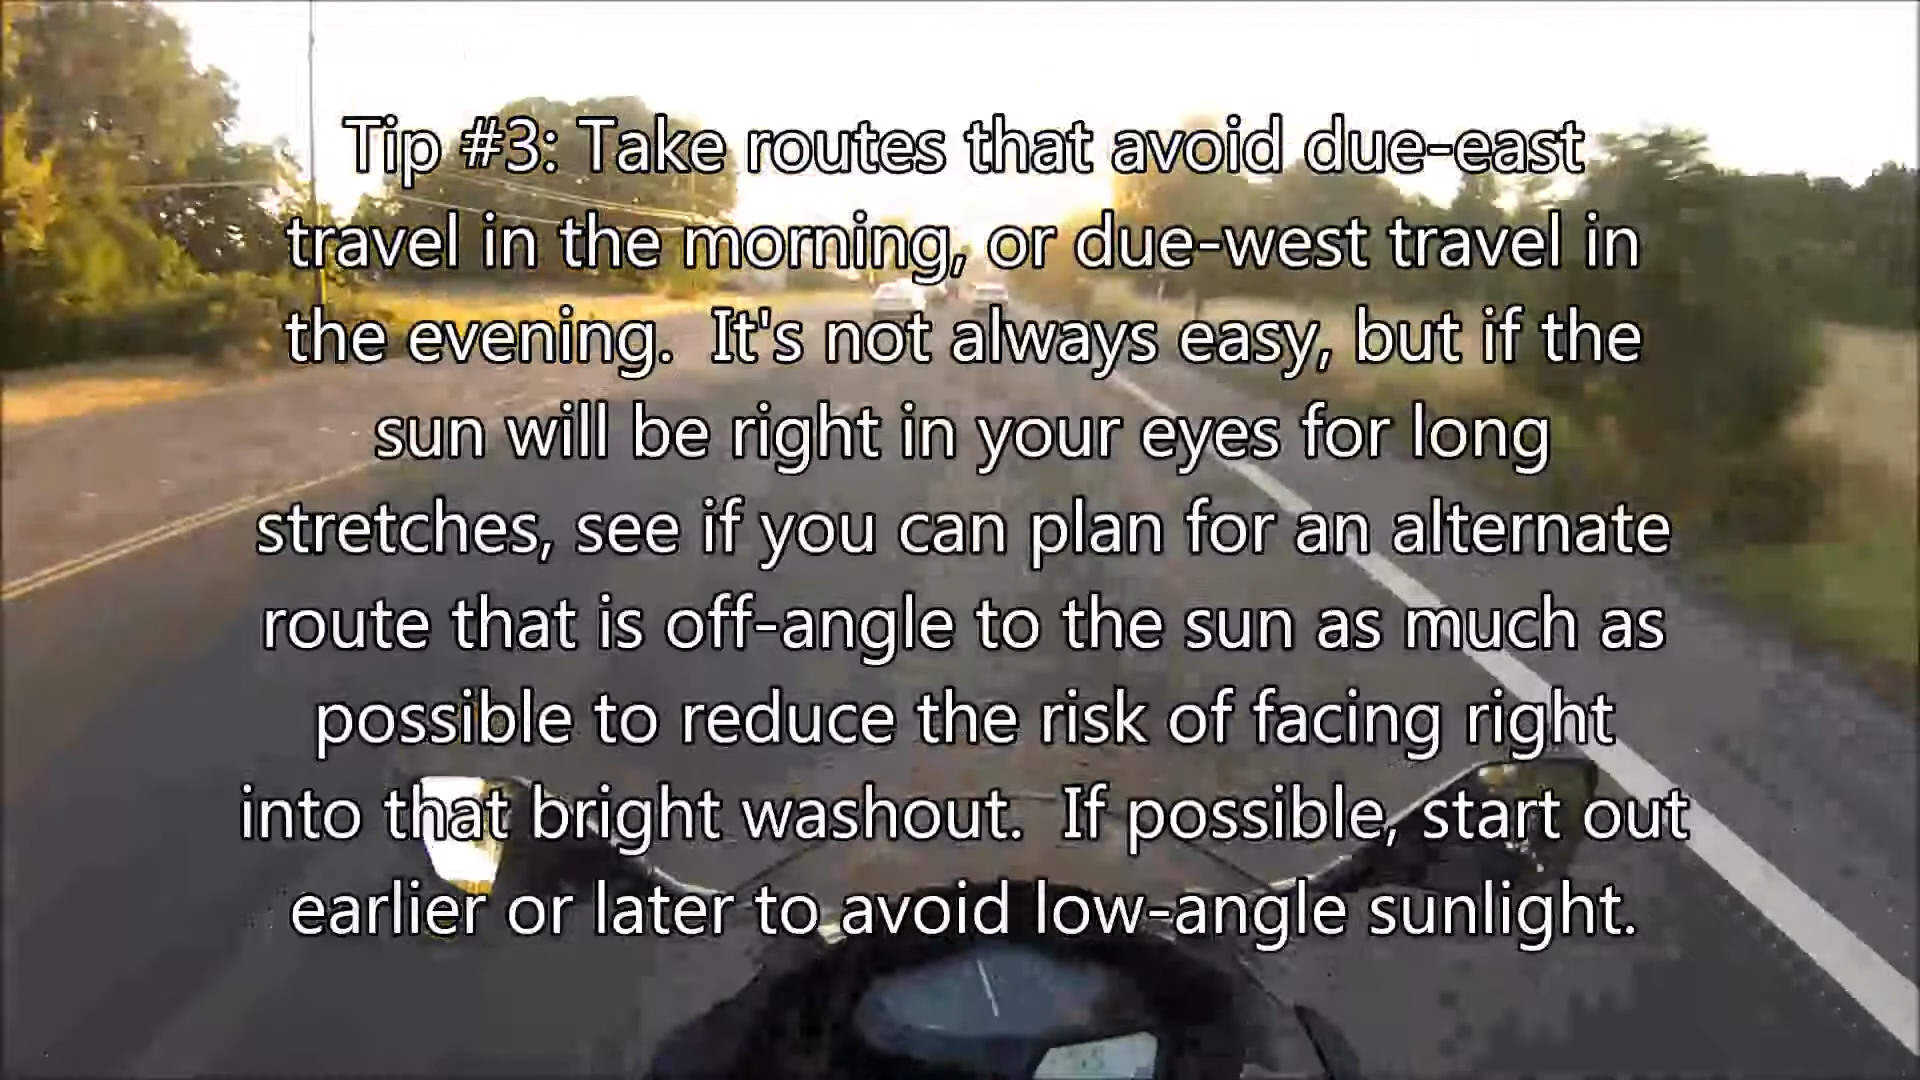 Tip #3: Take routes that avoid due-east
travel in the morning, or due-west travel in
the evening.  It's not always easy, but if the
sun will be right in your eyes for long
stretches, see if you can plan for an alternate
route that is off-angle to the sun as much as
possible to reduce the risk of facing right
into that bright washout.  If possible, start out
earlier or later to avoid low-angle sunlight.